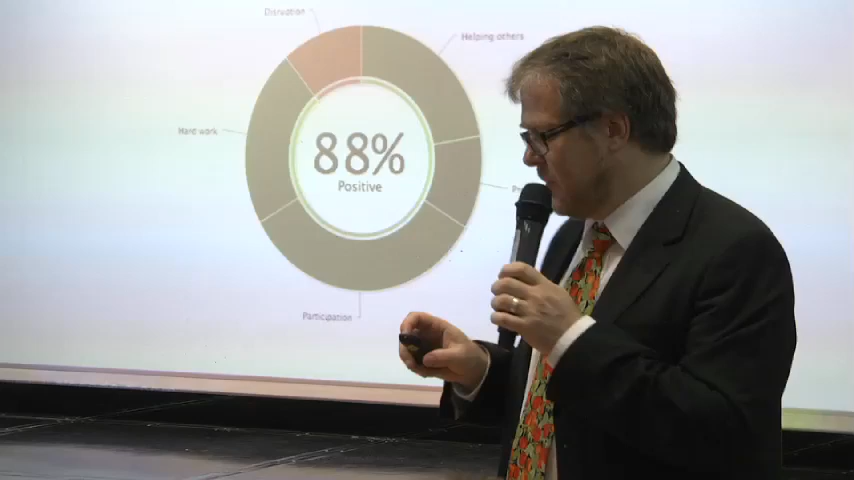 Disruption
Helping others
Hard work
88%
Positive
Participation